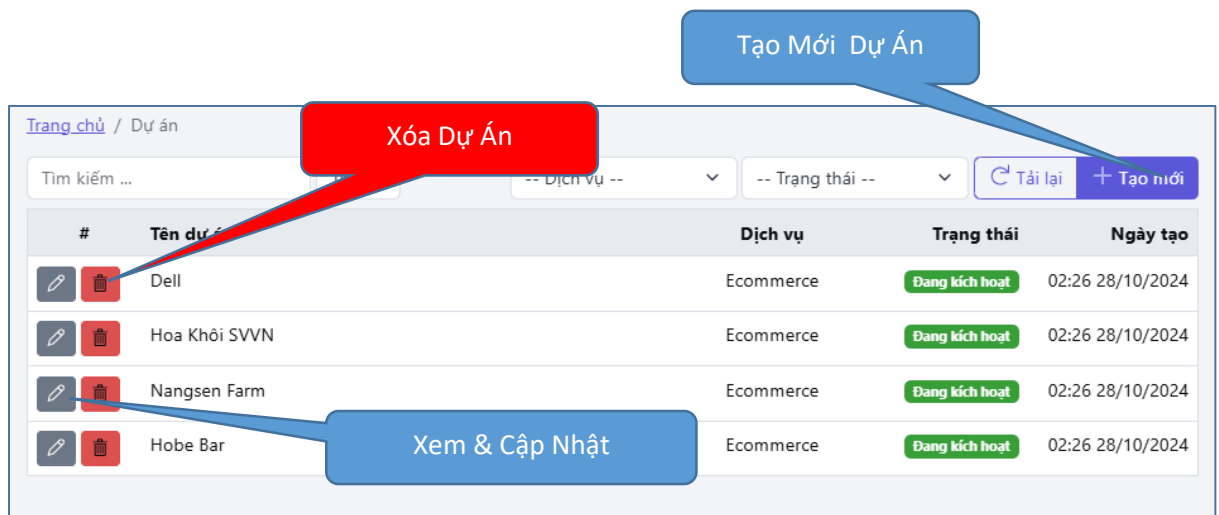 Tạo Mới Dự Án
Xóa Dự Án
Trang chủ / Dự án
Tìm kiếm ...
-- Dịch vụ --
-- Trạng thái --
Tải lại
+ Tạo mới
# Tên dự Dịch vụ Trạng thái Ngày tạo
Dell Ecommerce Đang kích hoạt 02:26 28/10/2024
Hoa Khôi SVVN Ecommerce Đang kích hoạt 02:26 28/10/2024
Nangsen Farm Ecommerce Đang kích hoạt 02:26 28/10/2024
Hobe Bar Ecommerce Đang kích hoạt 02:26 28/10/2024
Xem & Cập Nhật